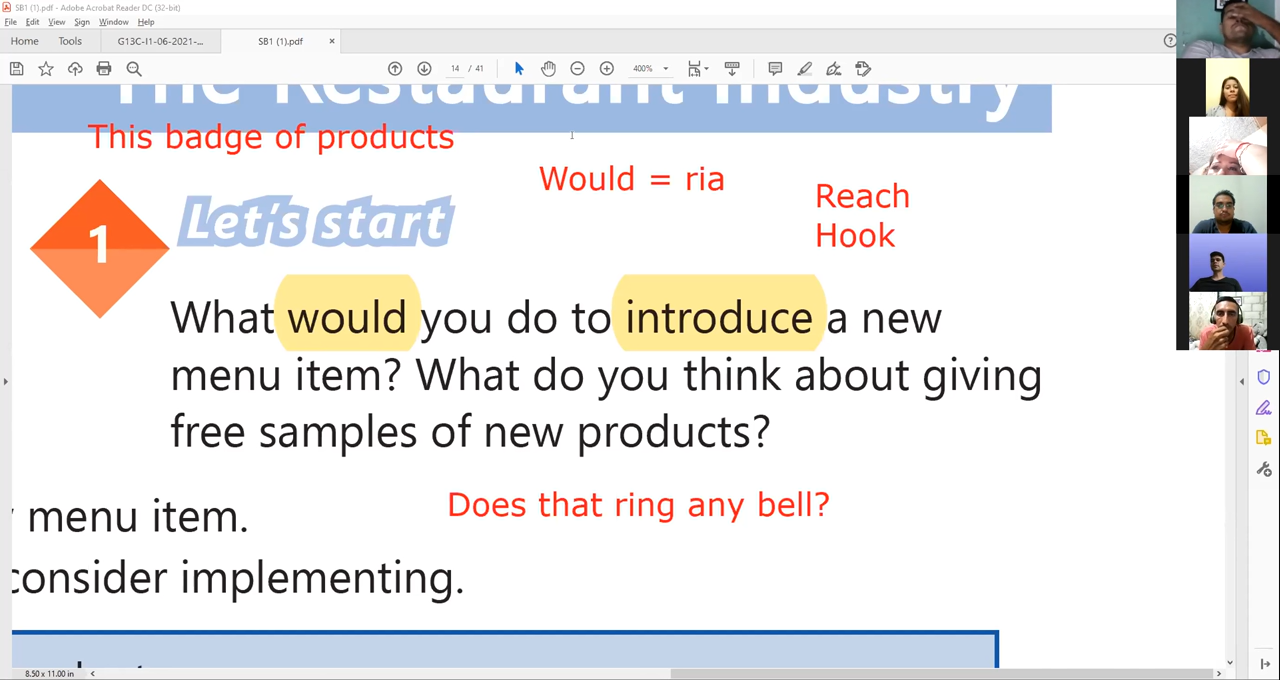 SB1 (1).pdf - Adobe Acrobat Reader DC (32-bit)
File Edit View Sign Window Help
Home Tools G13C-I1-06-2021-... SB1 (1).pdf ×
14 / 41 400%
The Restaurant Industry
This badge of products
Would = ria
Reach
Hook
1 Let's start
What would you do to introduce a new
menu item? What do you think about giving
free samples of new products?
Does that ring any bell?
menu item.
consider implementing.
8.50 x 11.00 in